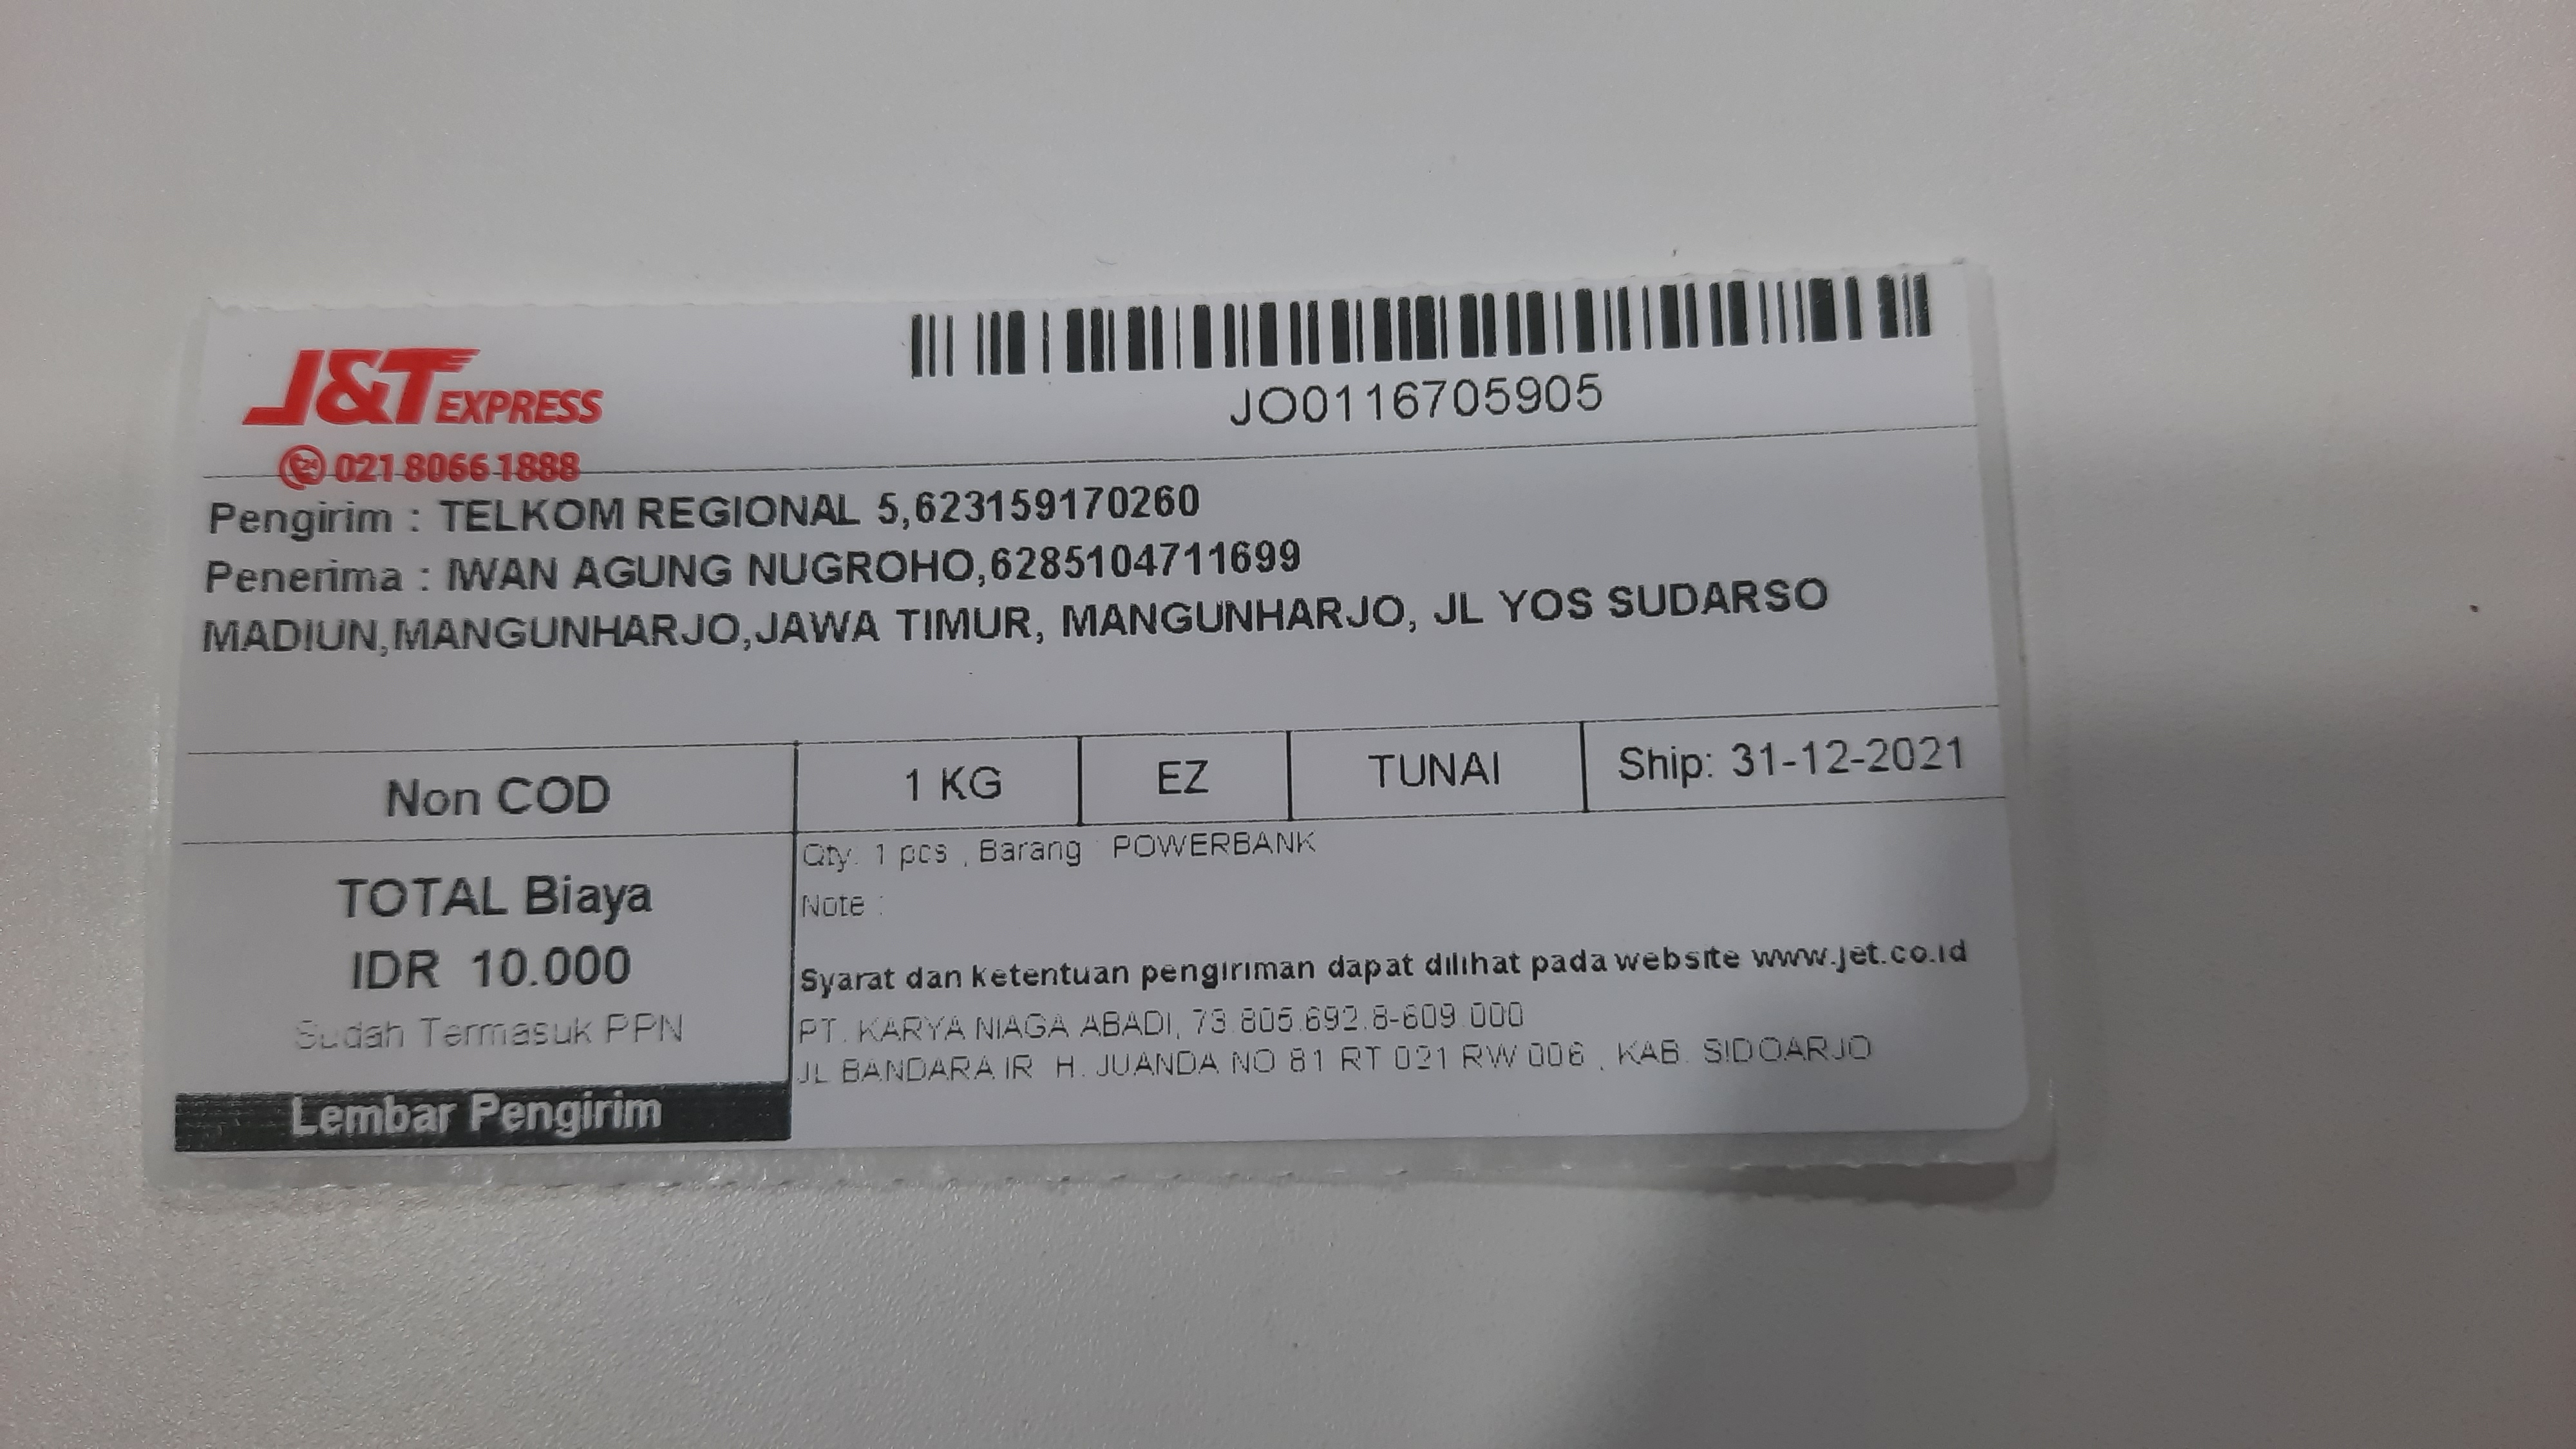 J&T EXPRESS
021-8066-1888
JO0116705905
Pengirim : TELKOM REGIONAL 5,623159170260
Penerima : IWAN AGUNG NUGROHO,6285104711699
MADIUN,MANGUNHARJO,JAWA TIMUR, MANGUNHARJO, JL YOS SUDARSO
Non COD
1 KG
EZ
TUNAI
Ship: 31-12-2021
TOTAL Biaya
IDR 10.000
Sudah Termasuk PPN
Lembar Pengirim
Qty: 1 pcs , Barang : POWERBANK
Note :
Syarat dan ketentuan pengiriman dapat dilihat pada website www.jet.co.id
PT. KARYA NIAGA ABADI, 73.805.692.8-609.000
JL BANDARA IR. H. JUANDA NO 81 RT 021 RW 006 , KAB. SIDOARJO